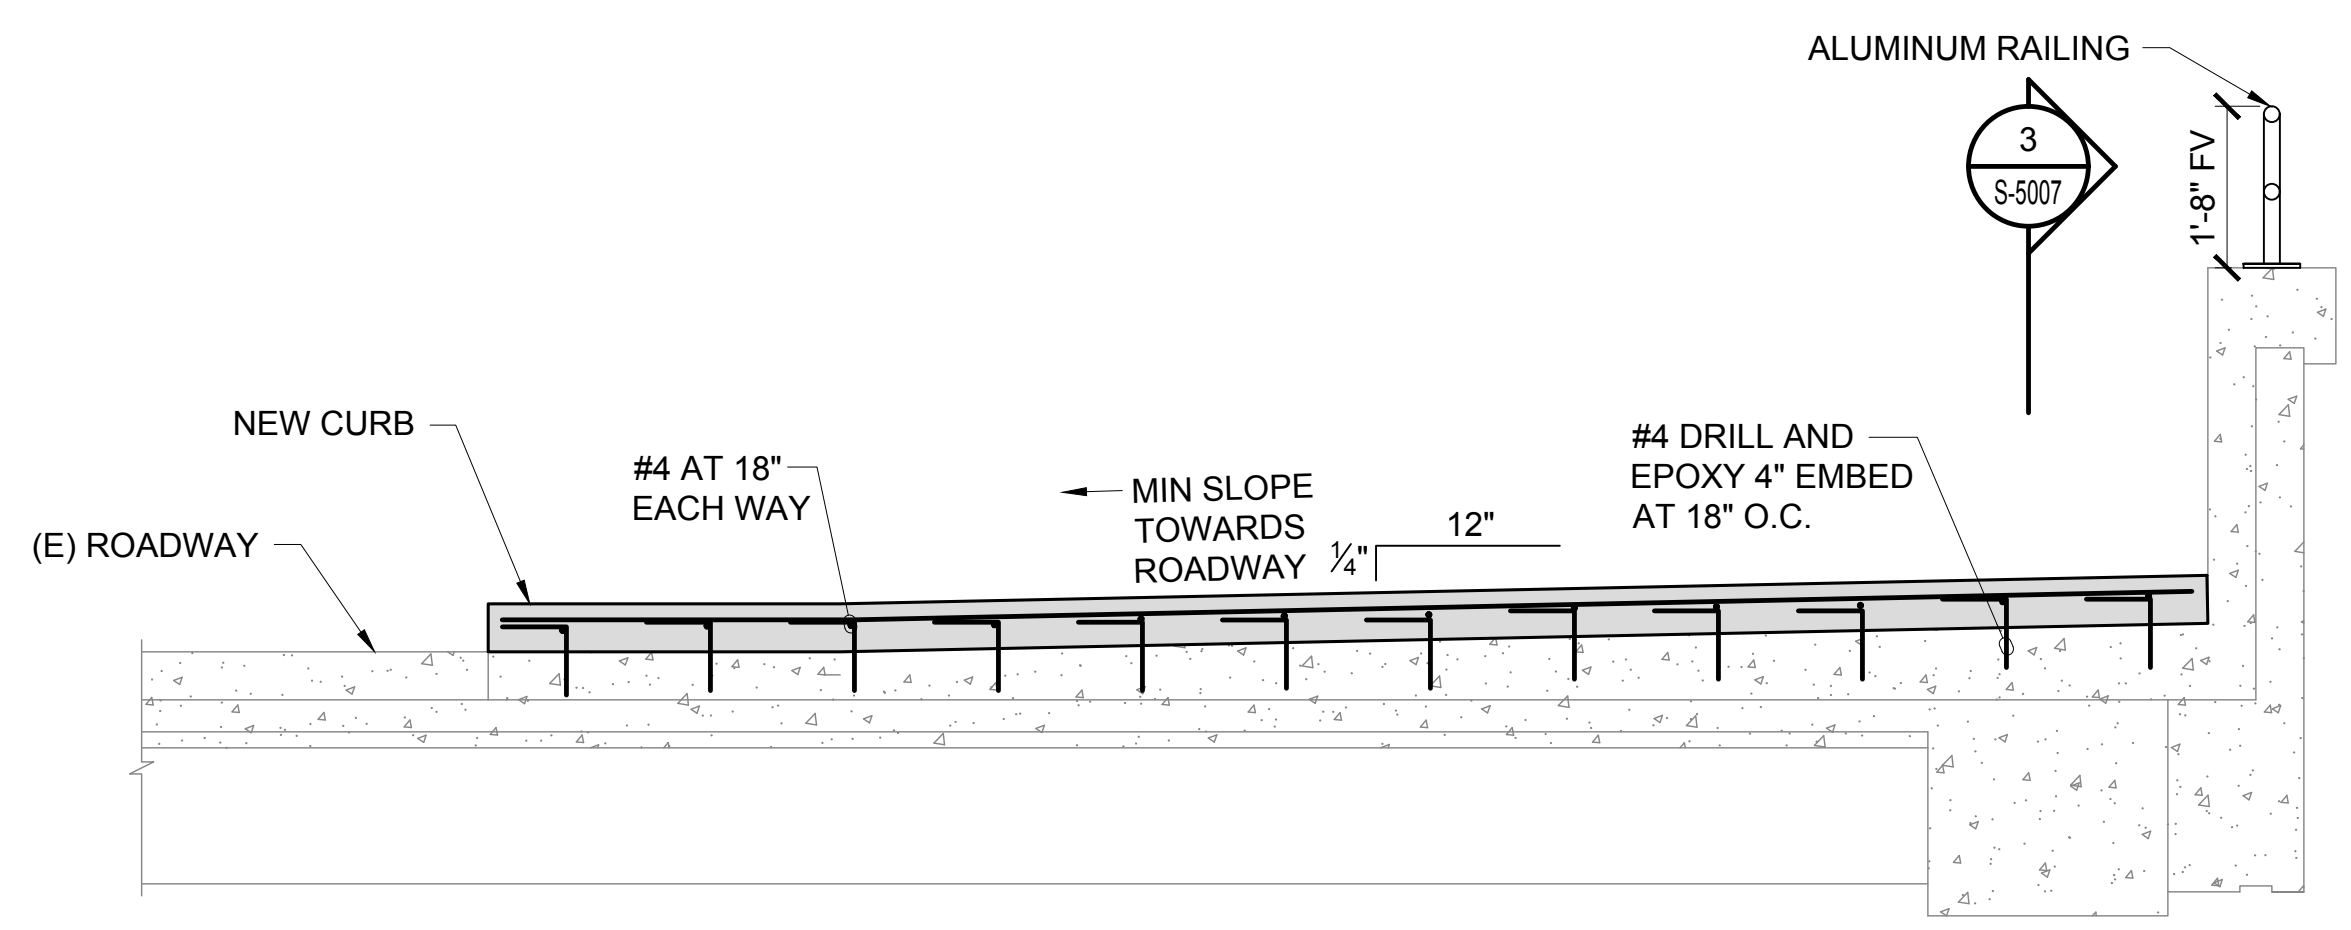 ALUMINUM RAILING
3
S-5007
1'-8" FV
NEW CURB
#4 AT 18"
EACH WAY
(E) ROADWAY
MIN SLOPE
TOWARDS
ROADWAY
1/4"
12"
#4 DRILL AND
EPOXY 4" EMBED
AT 18" O.C.